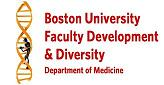 Boston University
Faculty Development
& Diversity
Department of Medicine